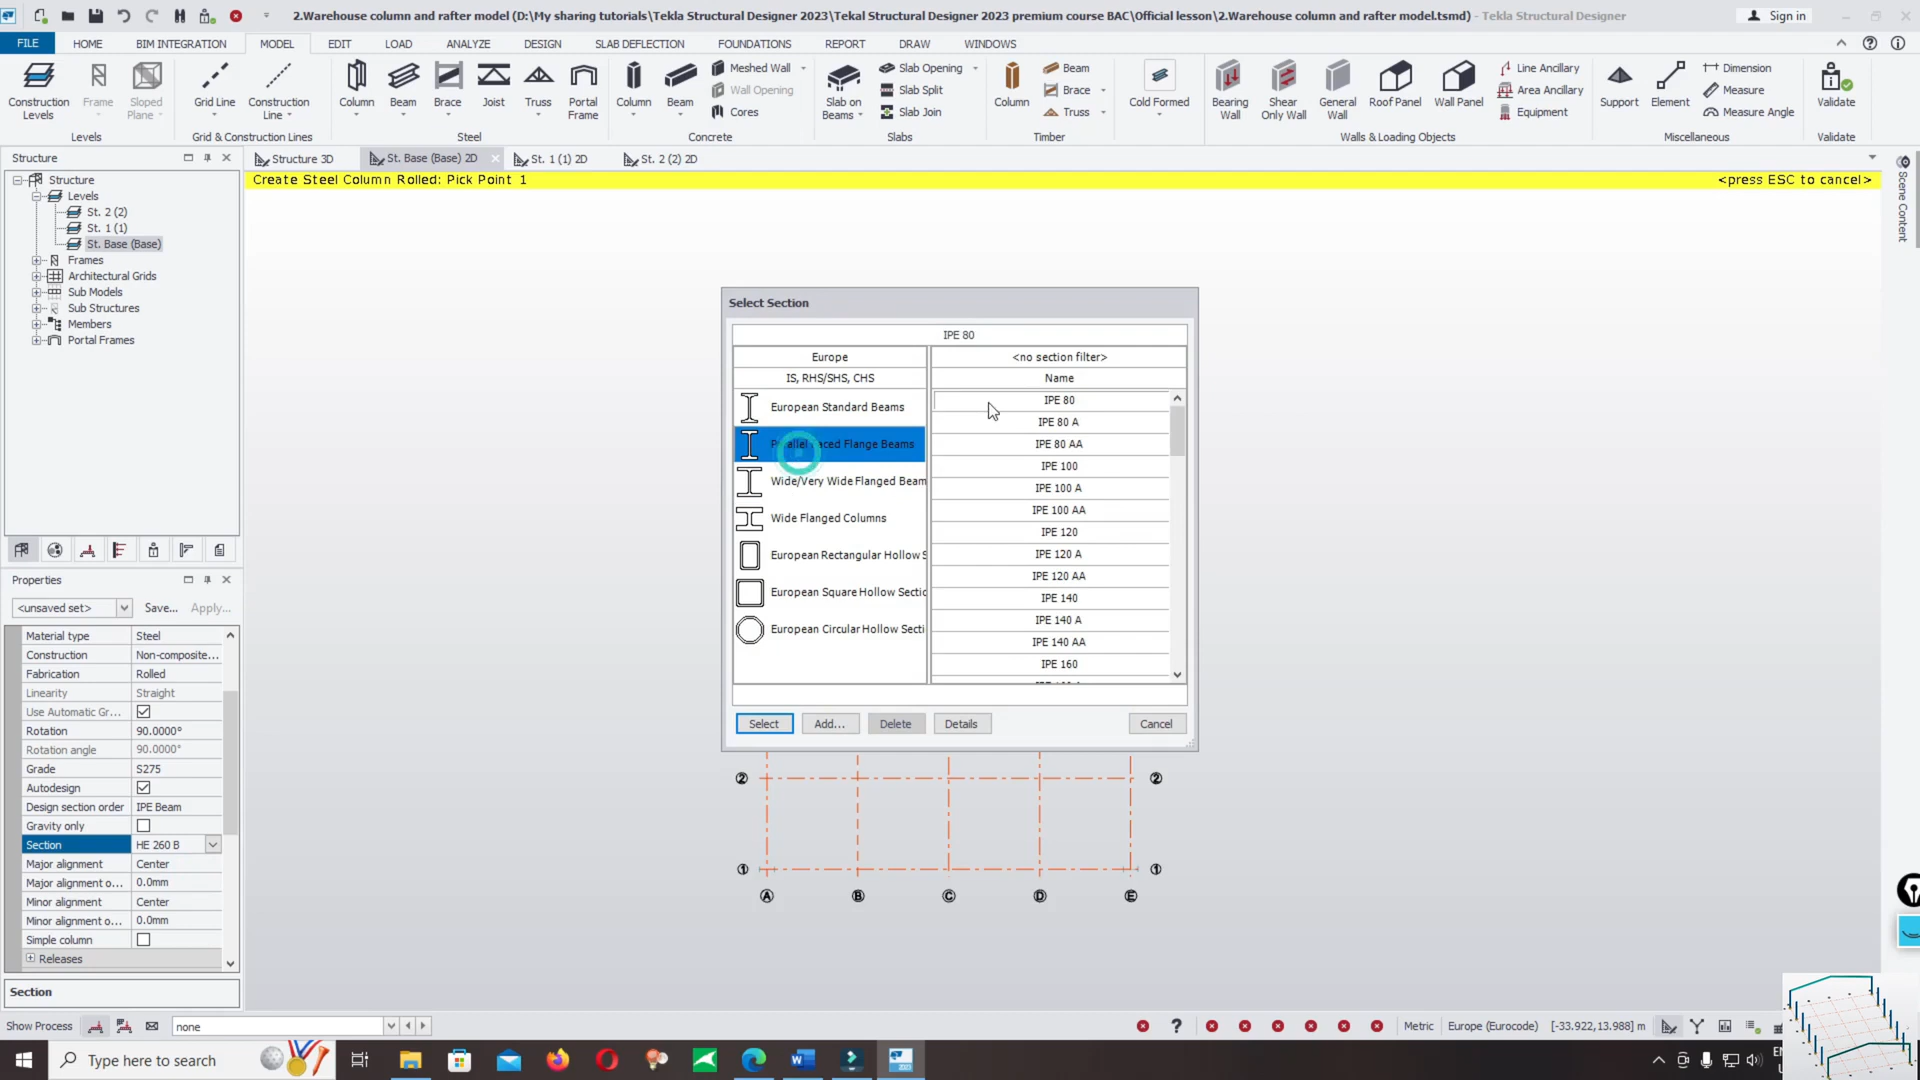 2.Warehouse column and rafter model (D:\My sharing tutorials\Tekla Structural Designer 2023\Tekal Structural Designer 2023 premium course BAC\Official lesson\2.Warehouse column and rafter model.tsmd) - Tekla Structural Designer
Sign in
FILE HOME BIM INTEGRATION MODEL EDIT LOAD ANALYZE DESIGN SLAB DEFLECTION FOUNDATIONS REPORT DRAW WINDOWS
Construction Levels
Frame
Sloped Plane
Levels
Grid Line
Construction Line
Grid & Construction Lines
Column
Beam
Brace
Joist
Truss
Portal Frame
Steel
Column
Beam
Meshed Wall
Wall Opening
Cores
Concrete
Slab on Beams
Slab Opening
Slab Split
Slab Join
Slabs
Column
Beam
Brace
Truss
Timber
Cold Formed
Bearing Wall
Shear Only Wall
General Wall
Roof Panel
Wall Panel
Line Ancillary
Area Ancillary
Equipment
Walls & Loading Objects
Support
Element
Dimension
Measure
Measure Angle
Miscellaneous
Validate
Validate
Structure
Structure 3D
St. Base (Base) 2D
St. 1 (1) 2D
St. 2 (2) 2D
Create Steel Column Rolled: Pick Point 1
<press ESC to cancel>
Scene Content
Structure
Levels
St. 2 (2)
St. 1 (1)
St. Base (Base)
Frames
Architectural Grids
Sub Models
Sub Structures
Members
Portal Frames
Select Section
IPE 80
Europe
<no section filter>
IS, RHS/SHS, CHS
Name
European Standard Beams
Parallel Faced Flange Beams
Wide/Very Wide Flanged Beam
Wide Flanged Columns
European Rectangular Hollow S
European Square Hollow Sectio
European Circular Hollow Secti
IPE 80
IPE 80 A
IPE 80 AA
IPE 100
IPE 100 A
IPE 100 AA
IPE 120
IPE 120 A
IPE 120 AA
IPE 140
IPE 140 A
IPE 140 AA
IPE 160
Select
Add...
Delete
Details
Cancel
2 2
1 1
A B C D E
Properties
<unsaved set>
Save...
Apply...
Material type Steel
Construction Non-composite...
Fabrication Rolled
Linearity Straight
Use Automatic Gr...
Rotation 90.0000°
Rotation angle 90.0000°
Grade S275
Autodesign
Design section order IPE Beam
Gravity only
Section HE 260 B
Major alignment Center
Major alignment o... 0.0mm
Minor alignment Center
Minor alignment o... 0.0mm
Simple column
Releases
Section
Show Process
none
Metric
Europe (Eurocode)
[-33.922,13.988] m
Type here to search